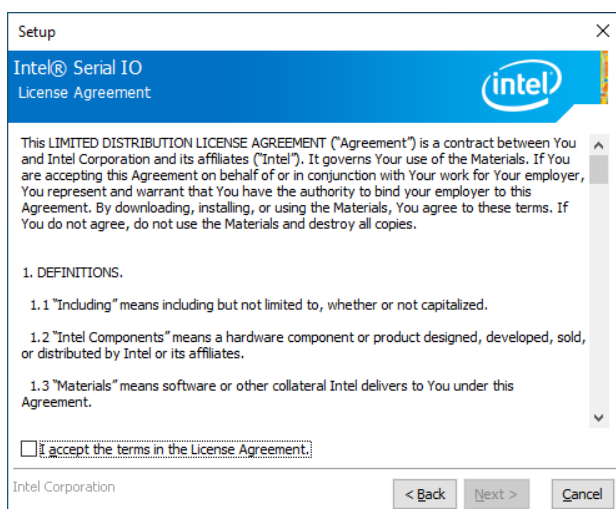 Setup
Intel® Serial IO
License Agreement
intel
This LIMITED DISTRIBUTION LICENSE AGREEMENT ("Agreement") is a contract between You
and Intel Corporation and its affiliates ("Intel"). It governs Your use of the Materials. If You
are accepting this Agreement on behalf of or in conjunction with Your work for Your employer,
You represent and warrant that You have the authority to bind your employer to this
Agreement. By downloading, installing, or using the Materials, You agree to these terms. If
You do not agree, do not use the Materials and destroy all copies.
1. DEFINITIONS.
1.1 "Including" means including but not limited to, whether or not capitalized.
1.2 "Intel Components" means a hardware component or product designed, developed, sold,
or distributed by Intel or its affiliates.
1.3 "Materials" means software or other collateral Intel delivers to You under this
Agreement.
I accept the terms in the License Agreement.
Intel Corporation
< Back
Next >
Cancel